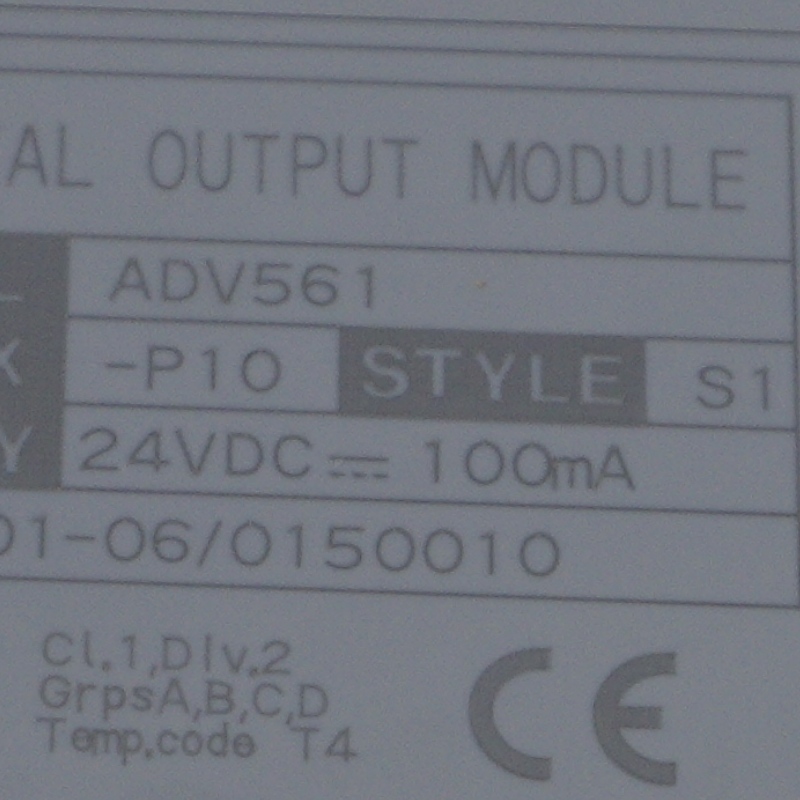 AL OUTPUT MODULE
L ADV561
X -P10 STYLE S1
Y 24VDC ⎓ 100mA
01-06/0150010
Cl.1,Div.2
GrpsA,B,C,D
Temp.code T4
CE